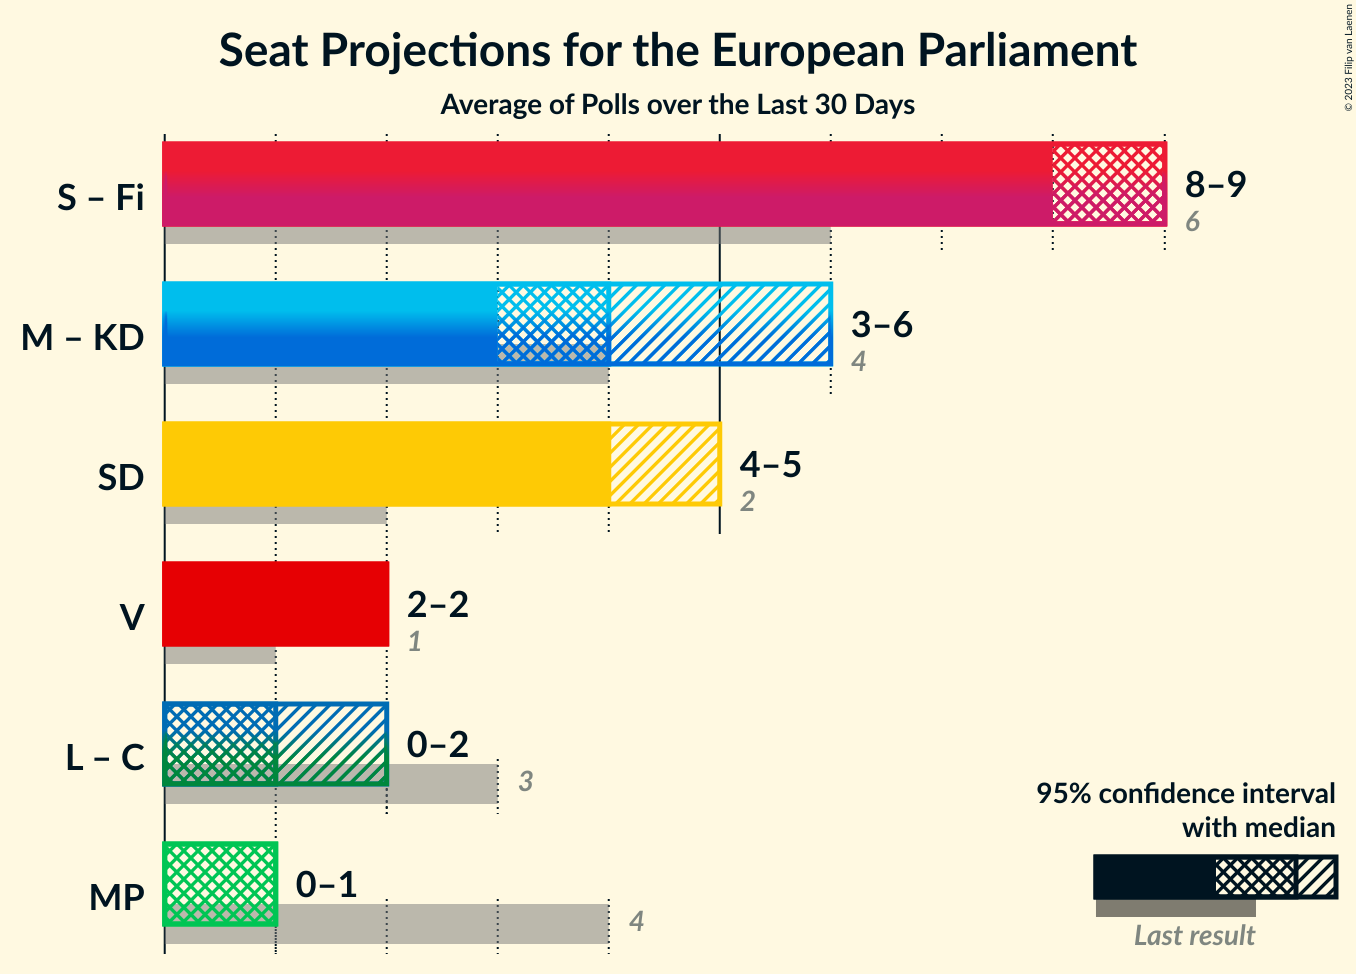 Seat Projections for the European Parliament
Average of Polls over the Last 30 Days
© 2023 Filip van Laenen
S – Fi
8–9
6
M – KD
3–6
4
SD
4–5
2
V
2–2
1
L – C
0–2
3
MP
0–1
4
95% confidence interval
with median
Last result